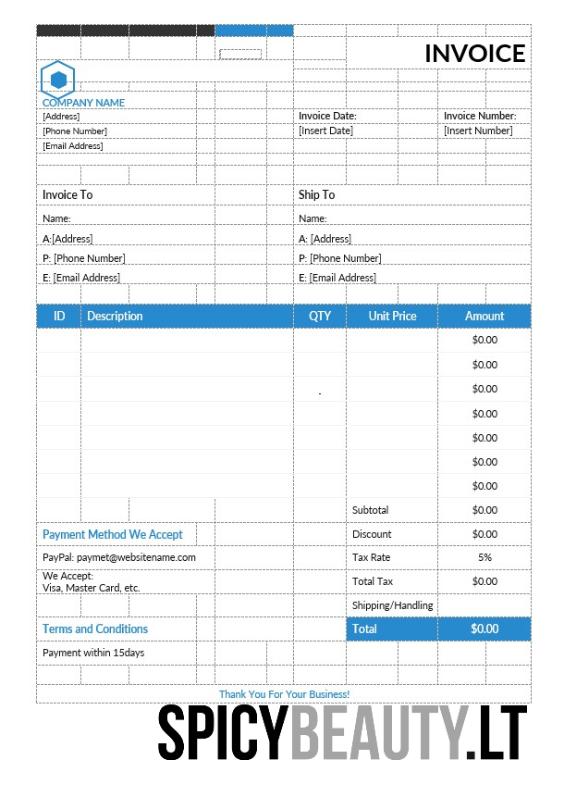 INVOICE
COMPANY NAME
[Address]
Invoice Date:
Invoice Number:
[Phone Number]
[Insert Date]
[Insert Number]
[Email Address]
Invoice To
Ship To
Name:
Name:
A:[Address]
A: [Address]
P: [Phone Number]
P: [Phone Number]
E: [Email Address]
E: [Email Address]
ID Description QTY Unit Price Amount
$0.00
$0.00
$0.00
$0.00
$0.00
$0.00
$0.00
Subtotal $0.00
Payment Method We Accept
Discount $0.00
PayPal: paymet@websitename.com
Tax Rate 5%
We Accept:
Visa, Master Card, etc.
Total Tax $0.00
Shipping/Handling
Terms and Conditions
Total $0.00
Payment within 15days
Thank You For Your Business!
SPICYBEAUTY.LT